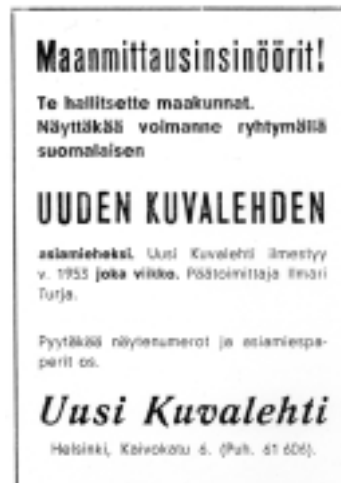 Maanmittausinsinöörit!
Te hallitsette maakunnat.
Näyttäkää voimanne ryhtymällä
suomalaisen
UUDEN KUVALEHDEN
asiamieheksi. Uusi Kuvalehti ilmestyy
v. 1953 joka viikko. Päätoimittaja Ilmari
Turja.
Pyytäkää näytenumerot ja asiamiespa-
perit os.
Uusi Kuvalehti
Helsinki, Kaivokatu 6. (Puh. 61 606).